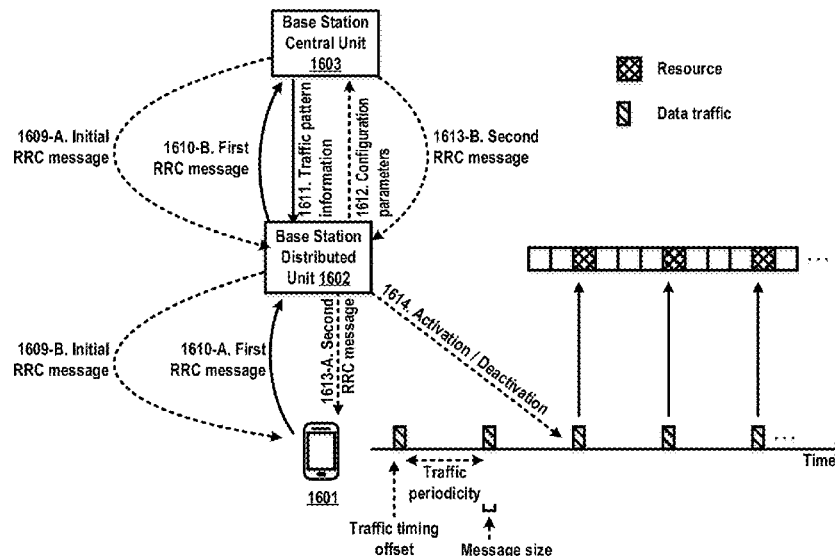 Base Station
Central Unit
1603
Resource
Data traffic
1609-A. Initial
RRC message
1610-B. First
RRC message
1611. Traffic pattern
information
1612. Configuration
parameters
1613-B. Second
RRC message
Base Station
Distributed
Unit 1602
1609-B. Initial
RRC message
1610-A. First
RRC message
1613-A. Second
RRC message
1614. Activation / Deactivation
...
...
Time
1601
Traffic
periodicity
Traffic timing
offset
Message size